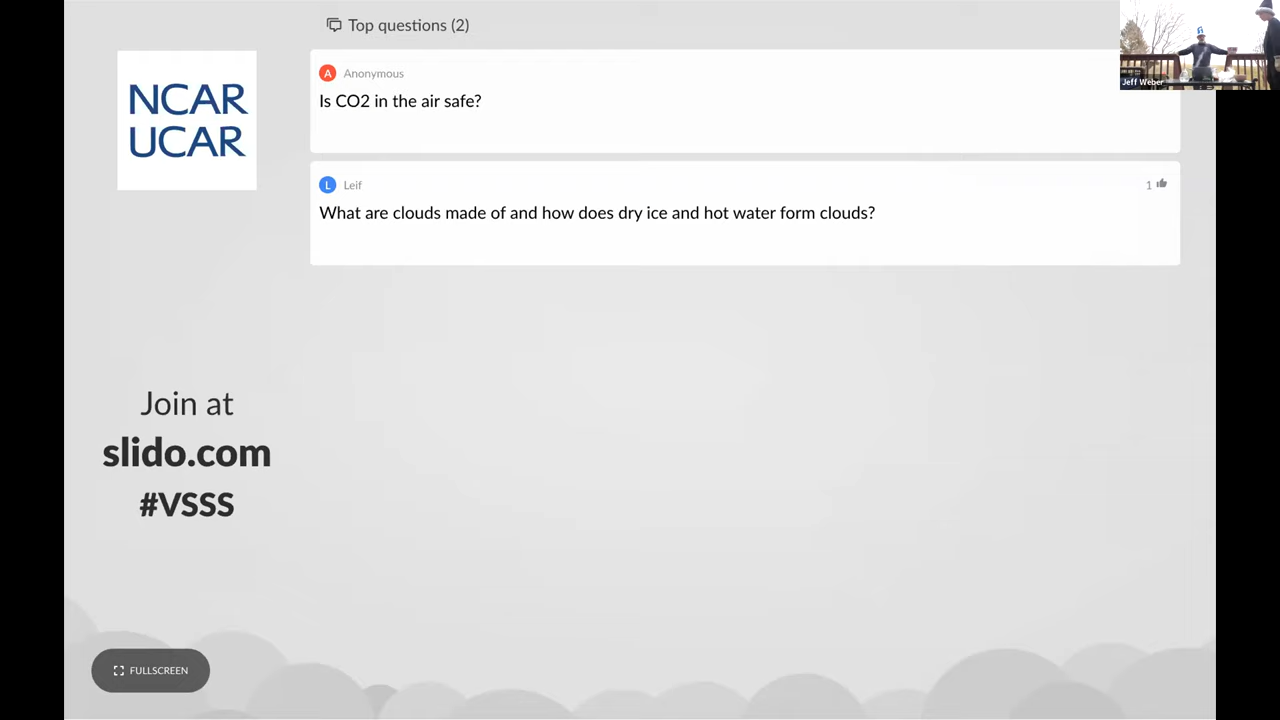 Top questions (2)
NCAR
UCAR
A Anonymous
Is CO2 in the air safe?
L Leif
1
What are clouds made of and how does dry ice and hot water form clouds?
Join at
slido.com
#VSSS
FULLSCREEN
Jeff Weber